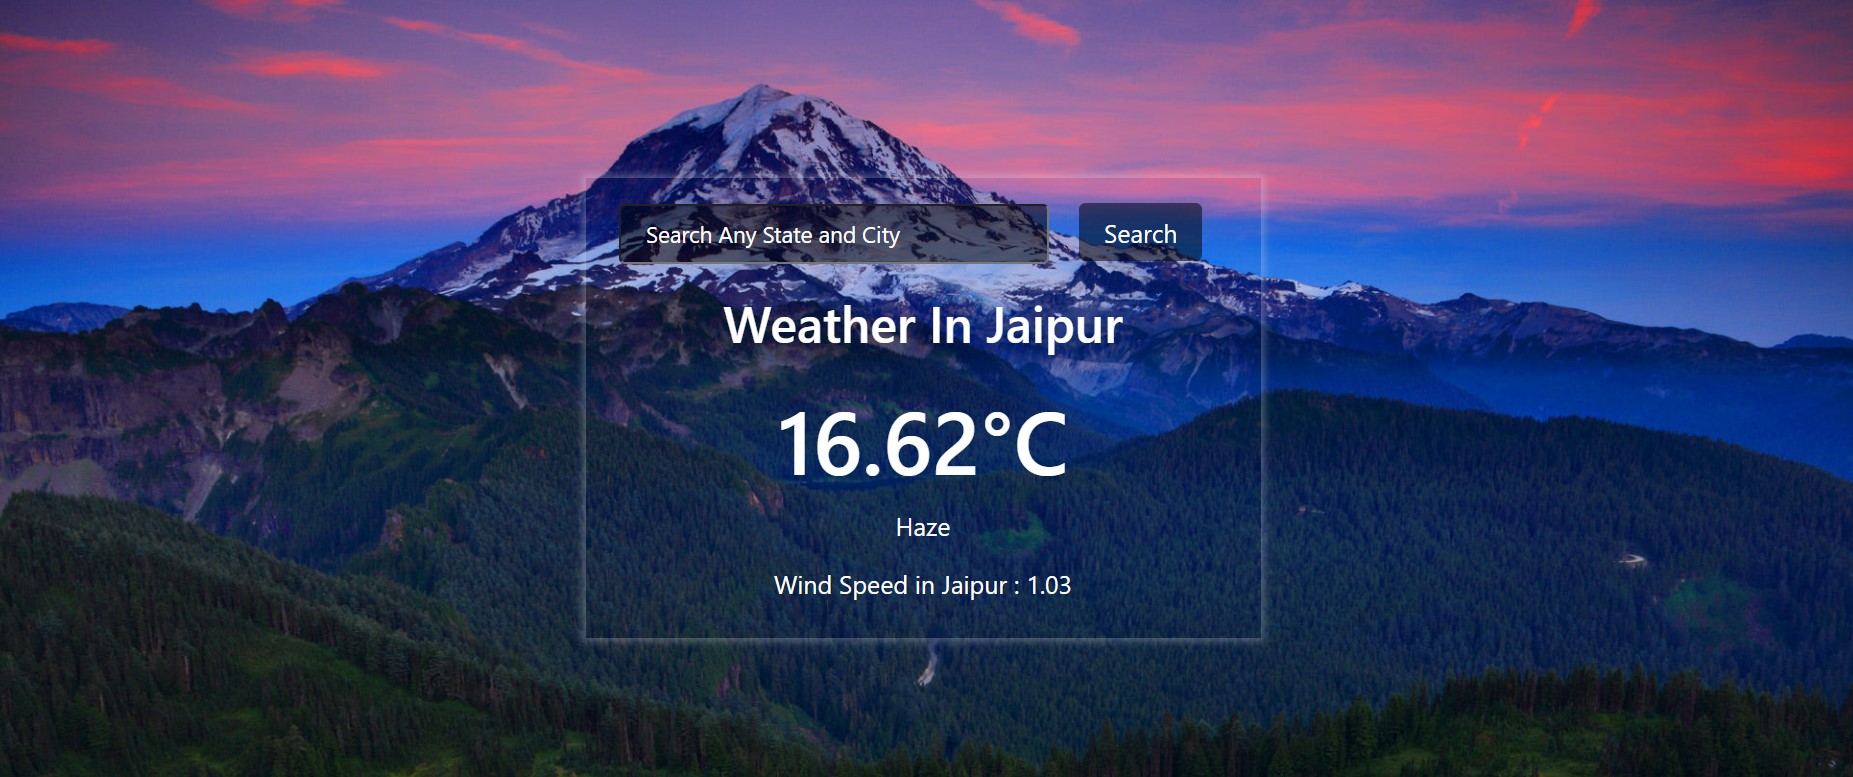 Search Any State and City
Search
Weather In Jaipur
16.62°C
Haze
Wind Speed in Jaipur : 1.03